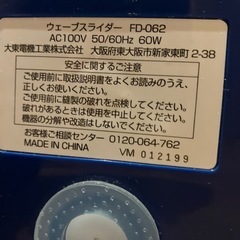 ウェーブスライダー FD-062
AC100V 50/60Hz 60W
大東電機工業株式会社 大阪府東大阪市新家東町2-38
安全に関するご注意
ご使用前に取扱説明書をよくお読みのうえ、
正しくご使用ください。
ご使用前に縫製の破れを点検してください。
破れがあるときは使用を中止してください。
機器の分解や改造はしないでください。
お客様ご相談センター 0120-064-762
MADE IN CHINA VM 012199